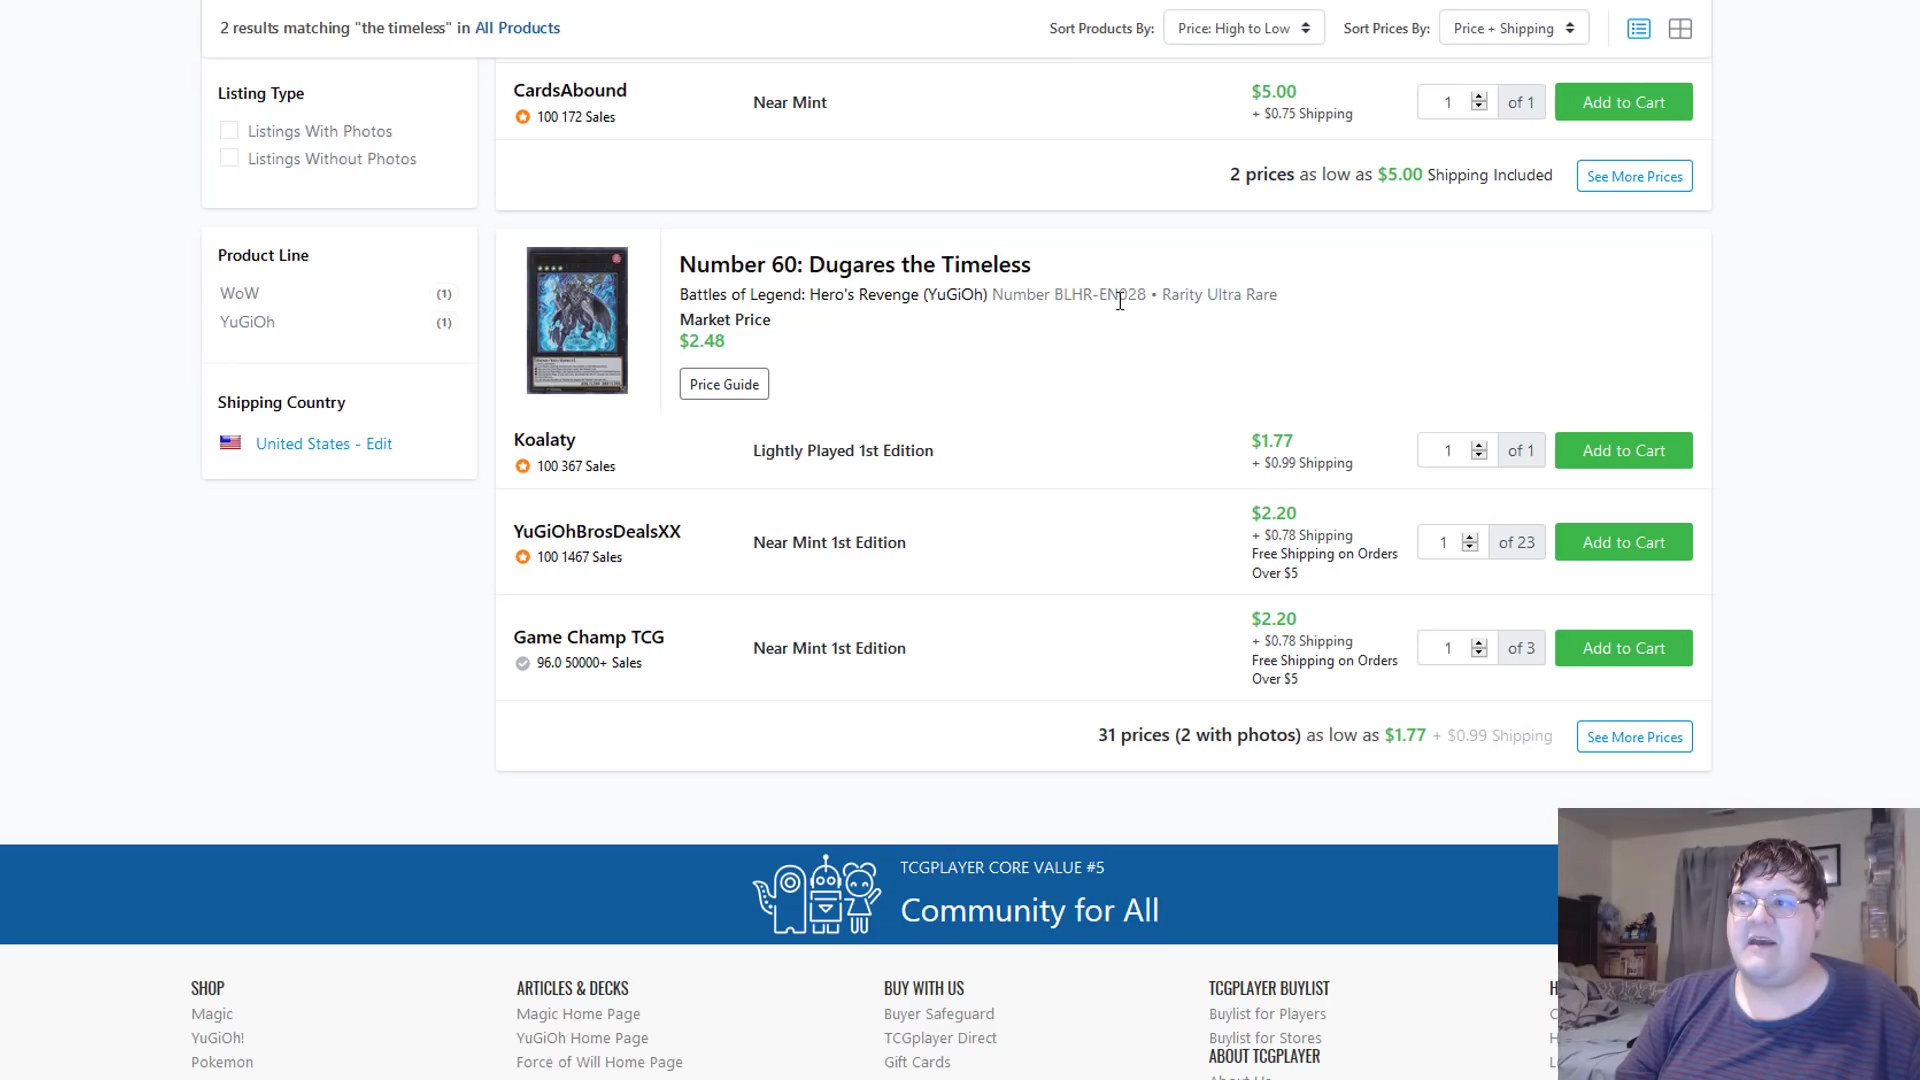 2 results matching "the timeless" in All Products
Sort Products By: Price: High to Low
Sort Prices By: Price + Shipping
Listing Type
Listings With Photos
Listings Without Photos
Product Line
WoW (1)
YuGiOh (1)
Shipping Country
United States - Edit
CardsAbound
100 172 Sales
Near Mint
$5.00
+ $0.75 Shipping
1 of 1
Add to Cart
2 prices as low as $5.00 Shipping Included
See More Prices
Number 60: Dugares the Timeless
Battles of Legend: Hero's Revenge (YuGiOh) Number BLHR-EN028 • Rarity Ultra Rare
Market Price
$2.48
Price Guide
Koalaty
100 367 Sales
Lightly Played 1st Edition
$1.77
+ $0.99 Shipping
1 of 1
Add to Cart
YuGiOhBrosDealsXX
100 1467 Sales
Near Mint 1st Edition
$2.20
+ $0.78 Shipping
Free Shipping on Orders
Over $5
1 of 23
Add to Cart
Game Champ TCG
96.0 50000+ Sales
Near Mint 1st Edition
$2.20
+ $0.78 Shipping
Free Shipping on Orders
Over $5
1 of 3
Add to Cart
31 prices (2 with photos) as low as $1.77 + $0.99 Shipping
See More Prices
TCGPLAYER CORE VALUE #5
Community for All
SHOP
Magic
YuGiOh!
Pokemon
ARTICLES & DECKS
Magic Home Page
YuGiOh Home Page
Force of Will Home Page
BUY WITH US
Buyer Safeguard
TCGplayer Direct
Gift Cards
TCGPLAYER BUYLIST
Buylist for Players
Buylist for Stores
ABOUT TCGPLAYER